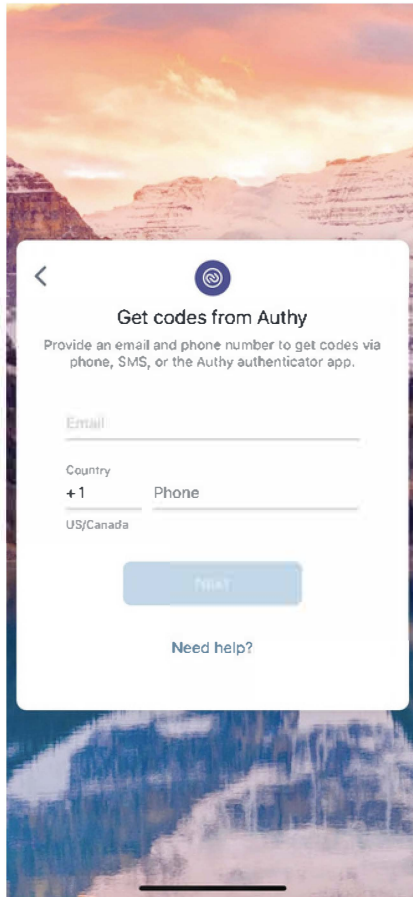 Get codes from Authy
Provide an email and phone number to get codes via
phone, SMS, or the Authy authenticator app.
Email
Country
+1 Phone
US/Canada
Next
Need help?